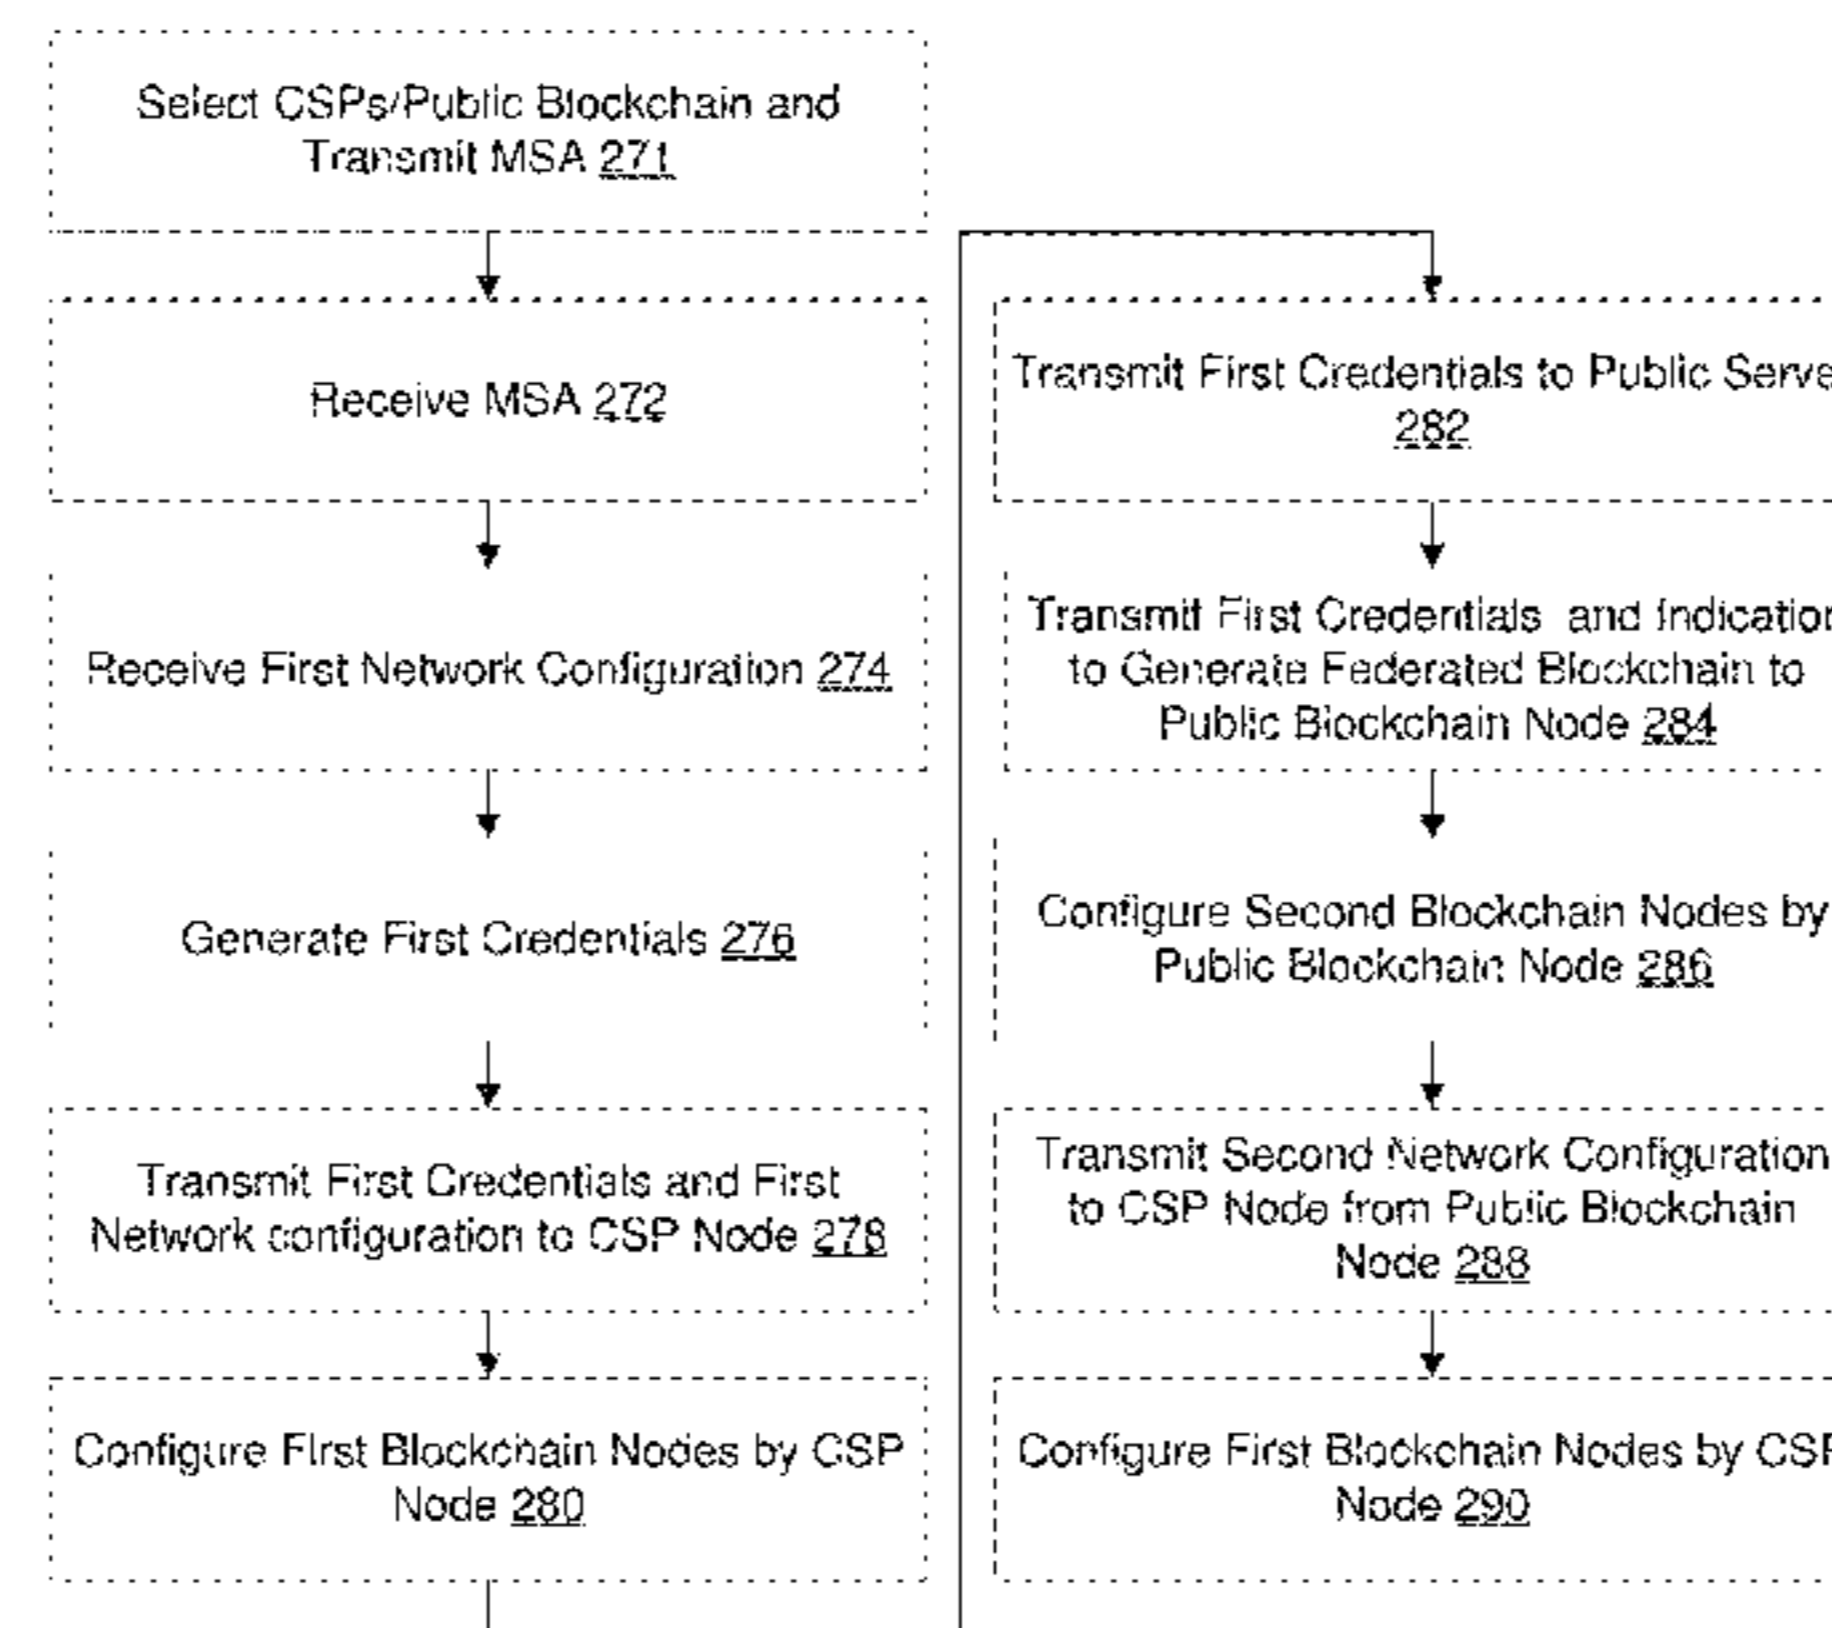 Select CSPs/Public Blockchain and
Transmit MSA 271
Receive MSA 272
Receive First Network Configuration 274
Generate First Credentials 276
Transmit First Credentials and First
Network configuration to CSP Node 278
Configure First Blockchain Nodes by CSP
Node 280
Transmit First Credentials to Public Serve
282
Transmit First Credentials and Indication
to Generate Federated Blockchain to
Public Blockchain Node 284
Configure Second Blockchain Nodes by
Public Blockchain Node 286
Transmit Second Network Configuration
to CSP Node from Public Blockchain
Node 288
Configure First Blockchain Nodes by CSP
Node 290